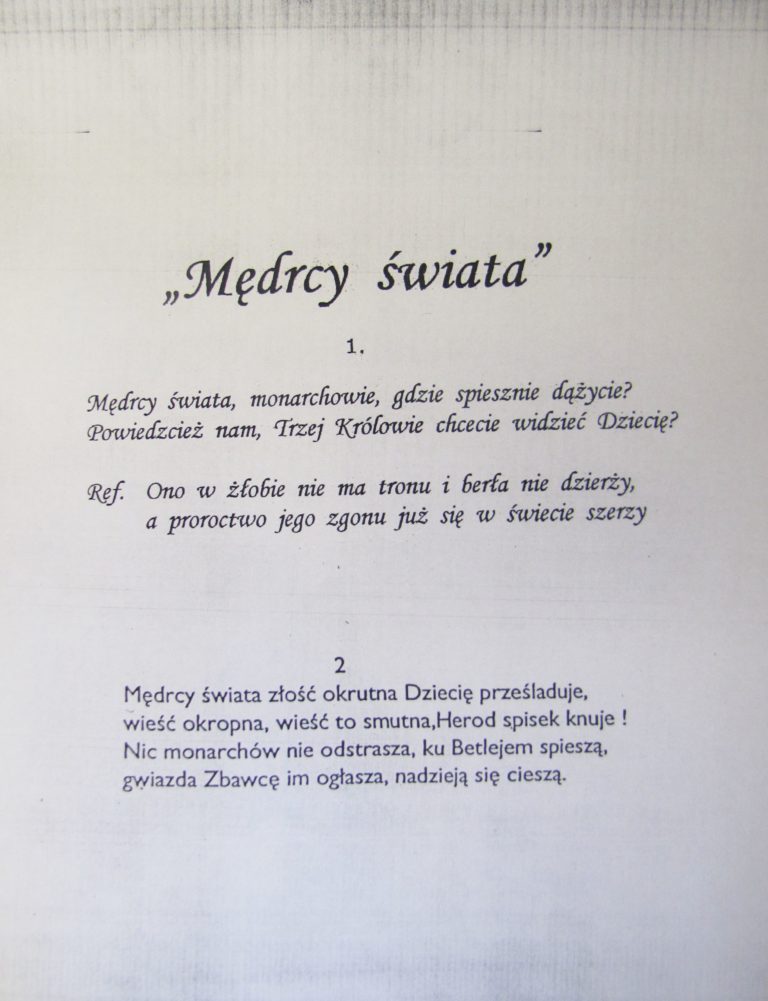 „Mędrcy świata”
1.
Mędrcy świata, monarchowie, gdzie spiesznie dążycie?
Powiedzcież nam, Trzej Królowie chcecie widzieć Dziecię?
Ref. Ono w żłobie nie ma tronu i berła nie dzierży,
a proroctwo jego zgonu już się w świecie szerzy
2
Mędrcy świata złość okrutna Dziecię prześladuje,
wieść okropna, wieść to smutna,Herod spisek knuje !
Nic monarchów nie odstrasza, ku Betlejem spieszą,
gwiazda Zbawcę im ogłasza, nadzieją się cieszą.